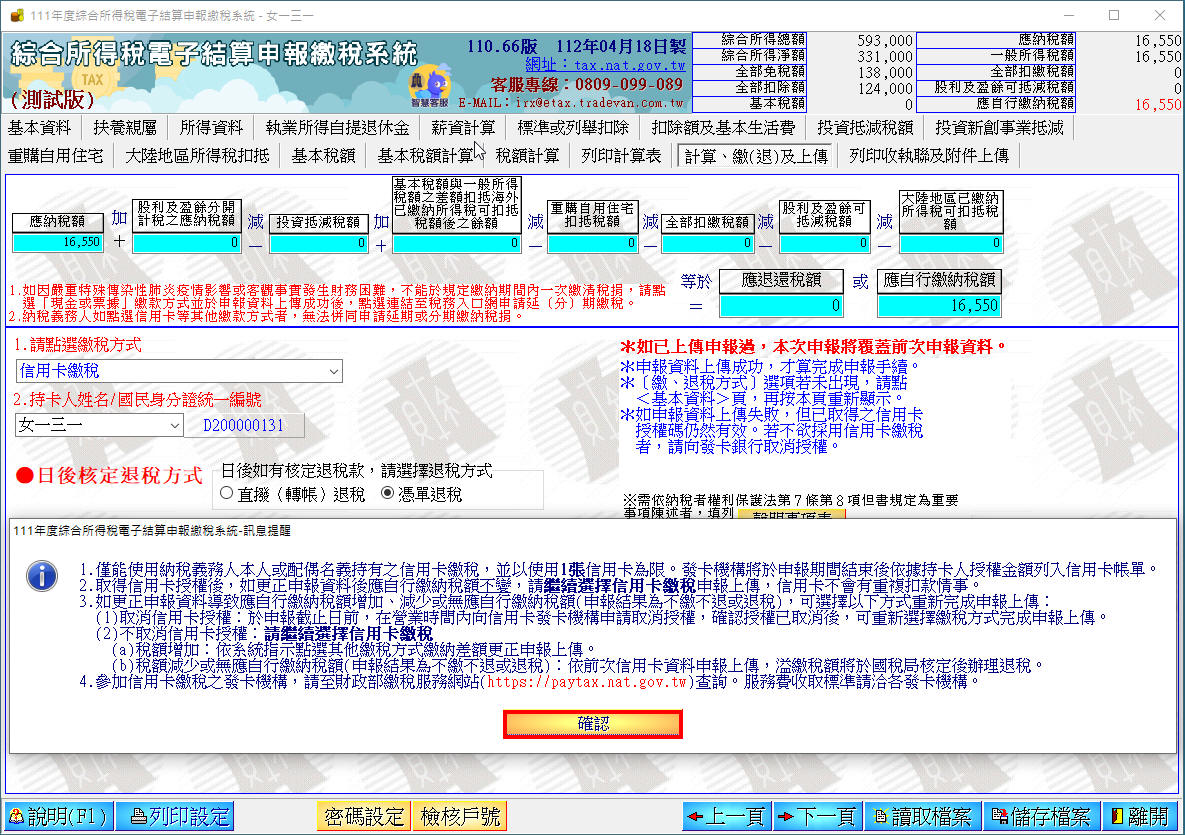 111年度綜合所得稅電子結算申報繳稅系統 - 女一三一
綜合所得稅電子結算申報繳稅系統
(測試版)
TAX
110.66版 112年04月18日製
網址：tax.nat.gov.tw
客服專線：0809-099-089
E-MAIL：irx@etax.tradevan.com.tw
智慧客服
綜合所得總額 593,000 應納稅額 16,550
綜合所得淨額 331,000 一般所得稅額 16,550
全部免稅額 138,000 全部扣繳稅額 0
全部扣除額 124,000 股利及盈餘可抵減稅額 0
基本稅額 0 應自行繳納稅額 16,550
基本資料 扶養親屬 所得資料 執業所得自提退休金 薪資計算 標準或列舉扣除 扣除額及基本生活費 投資抵減稅額 投資新創事業抵減
重購自用住宅 大陸地區所得稅扣抵 基本稅額 基本稅額計算 稅額計算 列印計算表 計算、繳(退)及上傳 列印收執聯及附件上傳
應納稅額
16,550
加
＋
股利及盈餘分開
計稅之應納稅額
0
減
－
投資抵減稅額
0
加
＋
基本稅額與一般所得
稅額之差額扣抵海外
已繳納所得稅可扣抵
稅額後之餘額
0
減
－
重購自用住宅
扣抵稅額
0
減
－
全部扣繳稅額
0
減
－
股利及盈餘可
抵減稅額
0
減
－
大陸地區已繳納
所得稅可扣抵稅
額
0
1.如因嚴重特殊傳染性肺炎疫情影響或客觀事實發生財務困難，不能於規定繳納期間內一次繳清稅捐，請點
選「現金或票據」繳款方式並於申報資料上傳成功後，點選連結至稅務入口網申請延（分）期繳稅。
2.納稅義務人如點選信用卡等其他繳款方式者，無法併同申請延期或分期繳納稅捐。
等於
＝
應退還稅額
0
或
應自行繳納稅額
16,550
1.請點選繳稅方式
信用卡繳稅
2.持卡人姓名/國民身分證統一編號
女一三一 D200000131
●日後核定退稅方式
日後如有核定退稅款，請選擇退稅方式
直撥（轉帳）退稅 憑單退稅
＊如已上傳申報過，本次申報將覆蓋前次申報資料。
＊申報資料上傳成功，才算完成申報手續。
＊〔繳、退稅方式〕選項若未出現，請點
＜基本資料＞頁，再按本頁重新顯示。
＊如申報資料上傳失敗，但已取得之信用卡
授權碼仍然有效。若不欲採用信用卡繳稅
者，請向發卡銀行取消授權。
※需依納稅者權利保護法第７條第８項但書規定為重要
事項陳述者，填列 聲明事項表
111年度綜合所得稅電子結算申報繳稅系統-訊息提醒
1.僅能使用納稅義務人本人或配偶名義持有之信用卡繳稅，並以使用1張信用卡為限。發卡機構將於申報期間結束後依據持卡人授權金額列入信用卡帳單。
2.取得信用卡授權後，如更正申報資料後應自行繳納稅額不變，請繼續選擇信用卡繳稅申報上傳，信用卡不會有重複扣款情事。
3.如更正申報資料導致應自行繳納稅額增加、減少或無應自行繳納稅額(申報結果為不繳不退或退稅)，可選擇以下方式重新完成申報上傳：
(1)取消信用卡授權：於申報截止日前，在營業時間內向信用卡發卡機構申請取消授權，確認授權已取消後，可重新選擇繳稅方式完成申報上傳。
(2)不取消信用卡授權：請繼續選擇信用卡繳稅
(a)稅額增加：依系統指示點選其他繳稅方式繳納差額更正申報上傳。
(b)稅額減少或無應自行繳納稅額(申報結果為不繳不退或退稅)：依前次信用卡資料申報上傳，溢繳稅額將於國稅局核定後辦理退稅。
4.參加信用卡繳稅之發卡機構，請至財政部繳稅服務網站(https://paytax.nat.gov.tw)查詢。服務費收取標準請洽各發卡機構。
確認
說明(F1) 列印設定 密碼設定 檢核戶號 上一頁 下一頁 讀取檔案 儲存檔案 離開